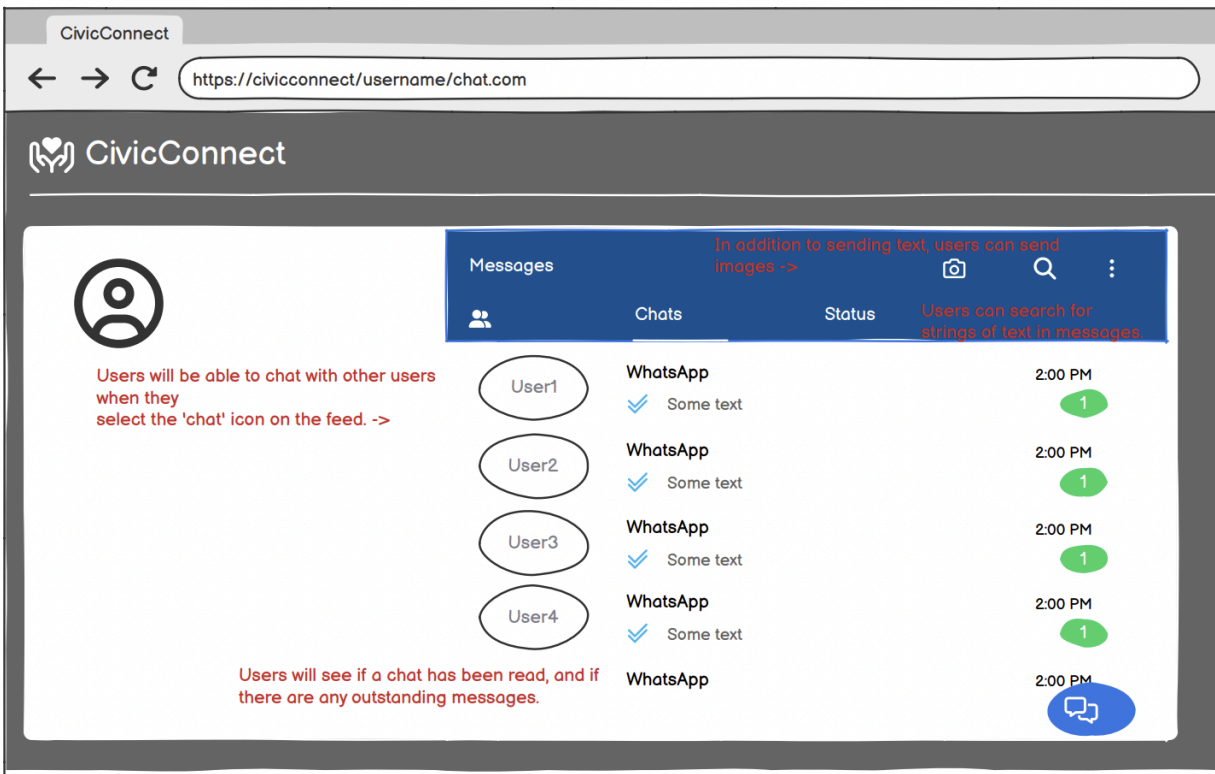 CivicConnect
https://civicconnect/username/chat.com
CivicConnect
In addition to sending text, users can send
images ->
Messages
Chats
Status
Users can search for
strings of text in messages.
Users will be able to chat with other users
when they
select the 'chat' icon on the feed. ->
User1
WhatsApp
2:00 PM
Some text
1
User2
WhatsApp
2:00 PM
Some text
1
User3
WhatsApp
2:00 PM
Some text
1
User4
WhatsApp
2:00 PM
Some text
1
Users will see if a chat has been read, and if
there are any outstanding messages.
WhatsApp
2:00 PM